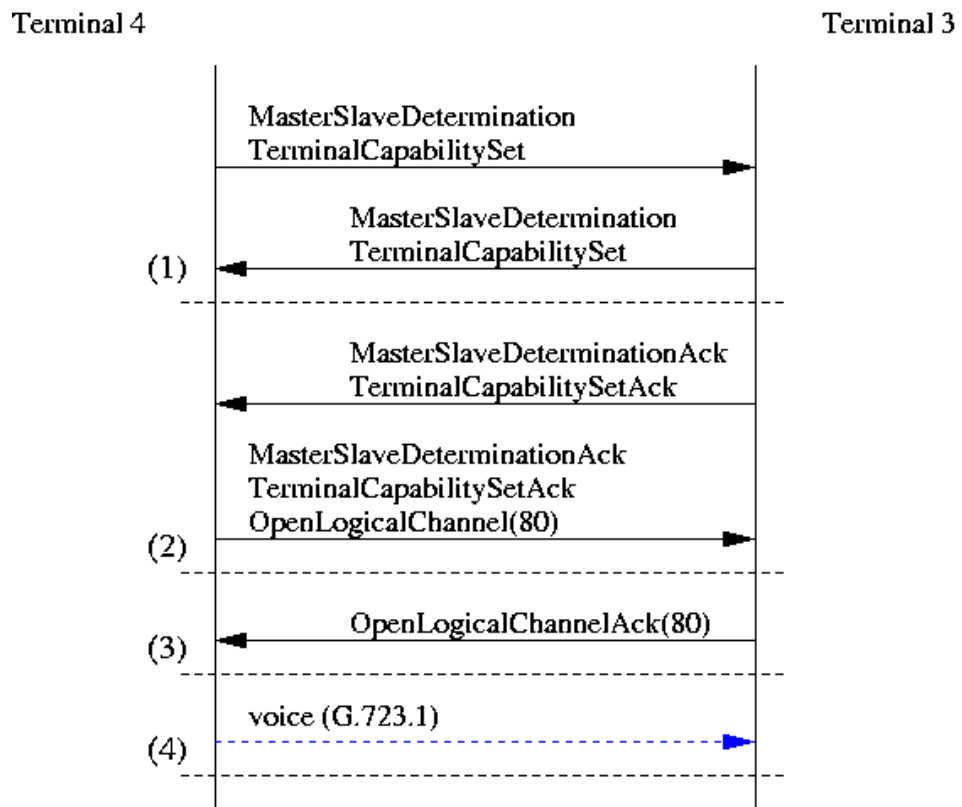 Terminal 4
Terminal 3
MasterSlaveDetermination
TerminalCapabilitySet
MasterSlaveDetermination
TerminalCapabilitySet
(1)
MasterSlaveDeterminationAck
TerminalCapabilitySetAck
MasterSlaveDeterminationAck
TerminalCapabilitySetAck
OpenLogicalChannel(80)
(2)
OpenLogicalChannelAck(80)
(3)
voice (G.723.1)
(4)